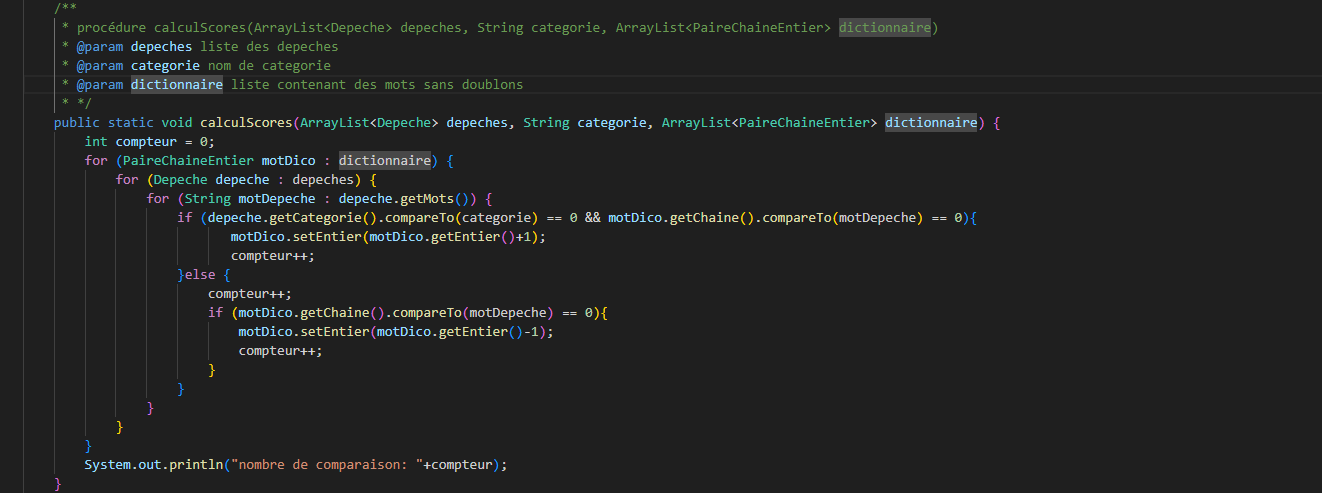 /**
* procédure calculScores(ArrayList<Depeche> depeches, String categorie, ArrayList<PaireChaineEntier> dictionnaire)
* @param depeches liste des depeches
* @param categorie nom de categorie
* @param dictionnaire liste contenant des mots sans doublons
* */
public static void calculScores(ArrayList<Depeche> depeches, String categorie, ArrayList<PaireChaineEntier> dictionnaire) {
int compteur = 0;
for (PaireChaineEntier motDico : dictionnaire) {
for (Depeche depeche : depeches) {
for (String motDepeche : depeche.getMots()) {
if (depeche.getCategorie().compareTo(categorie) == 0 && motDico.getChaine().compareTo(motDepeche) == 0){
motDico.setEntier(motDico.getEntier()+1);
compteur++;
}else {
compteur++;
if (motDico.getChaine().compareTo(motDepeche) == 0){
motDico.setEntier(motDico.getEntier()-1);
compteur++;
}
}
}
}
}
System.out.println("nombre de comparaison: "+compteur);
}